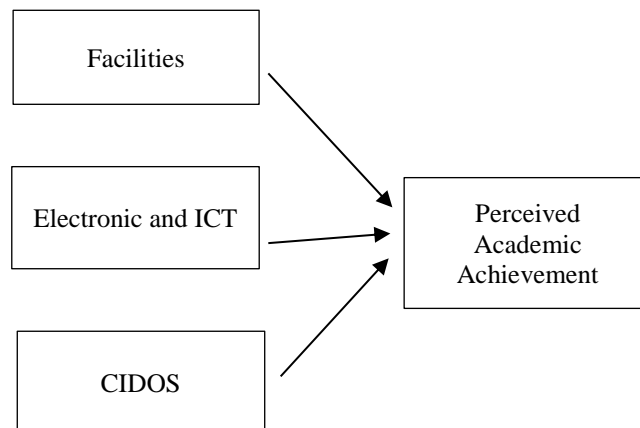 Facilities
Electronic and ICT
CIDOS
Perceived
Academic
Achievement